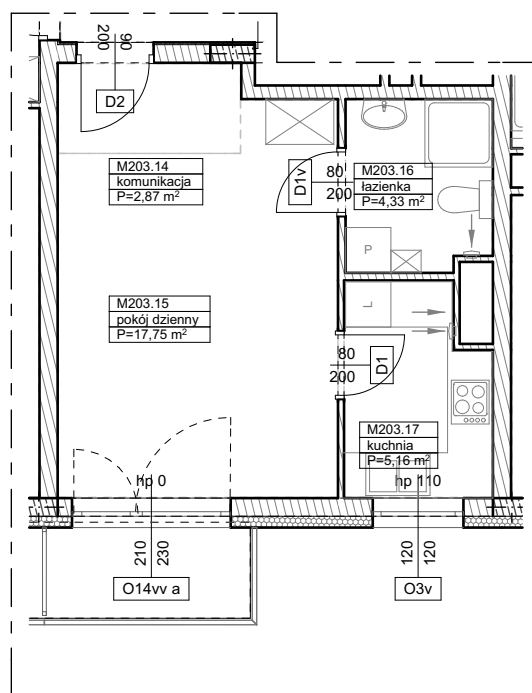 90
200
D2
M203.14
komunikacja
P=2,87 m²
D1v
80
200
M203.16
łazienka
P=4,33 m²
P
M203.15
pokój dzienny
P=17,75 m²
L
80
200
D1
M203.17
kuchnia
P=5,16 m²
hp 0
hp 110
210
230
120
120
O14vv a
O3v